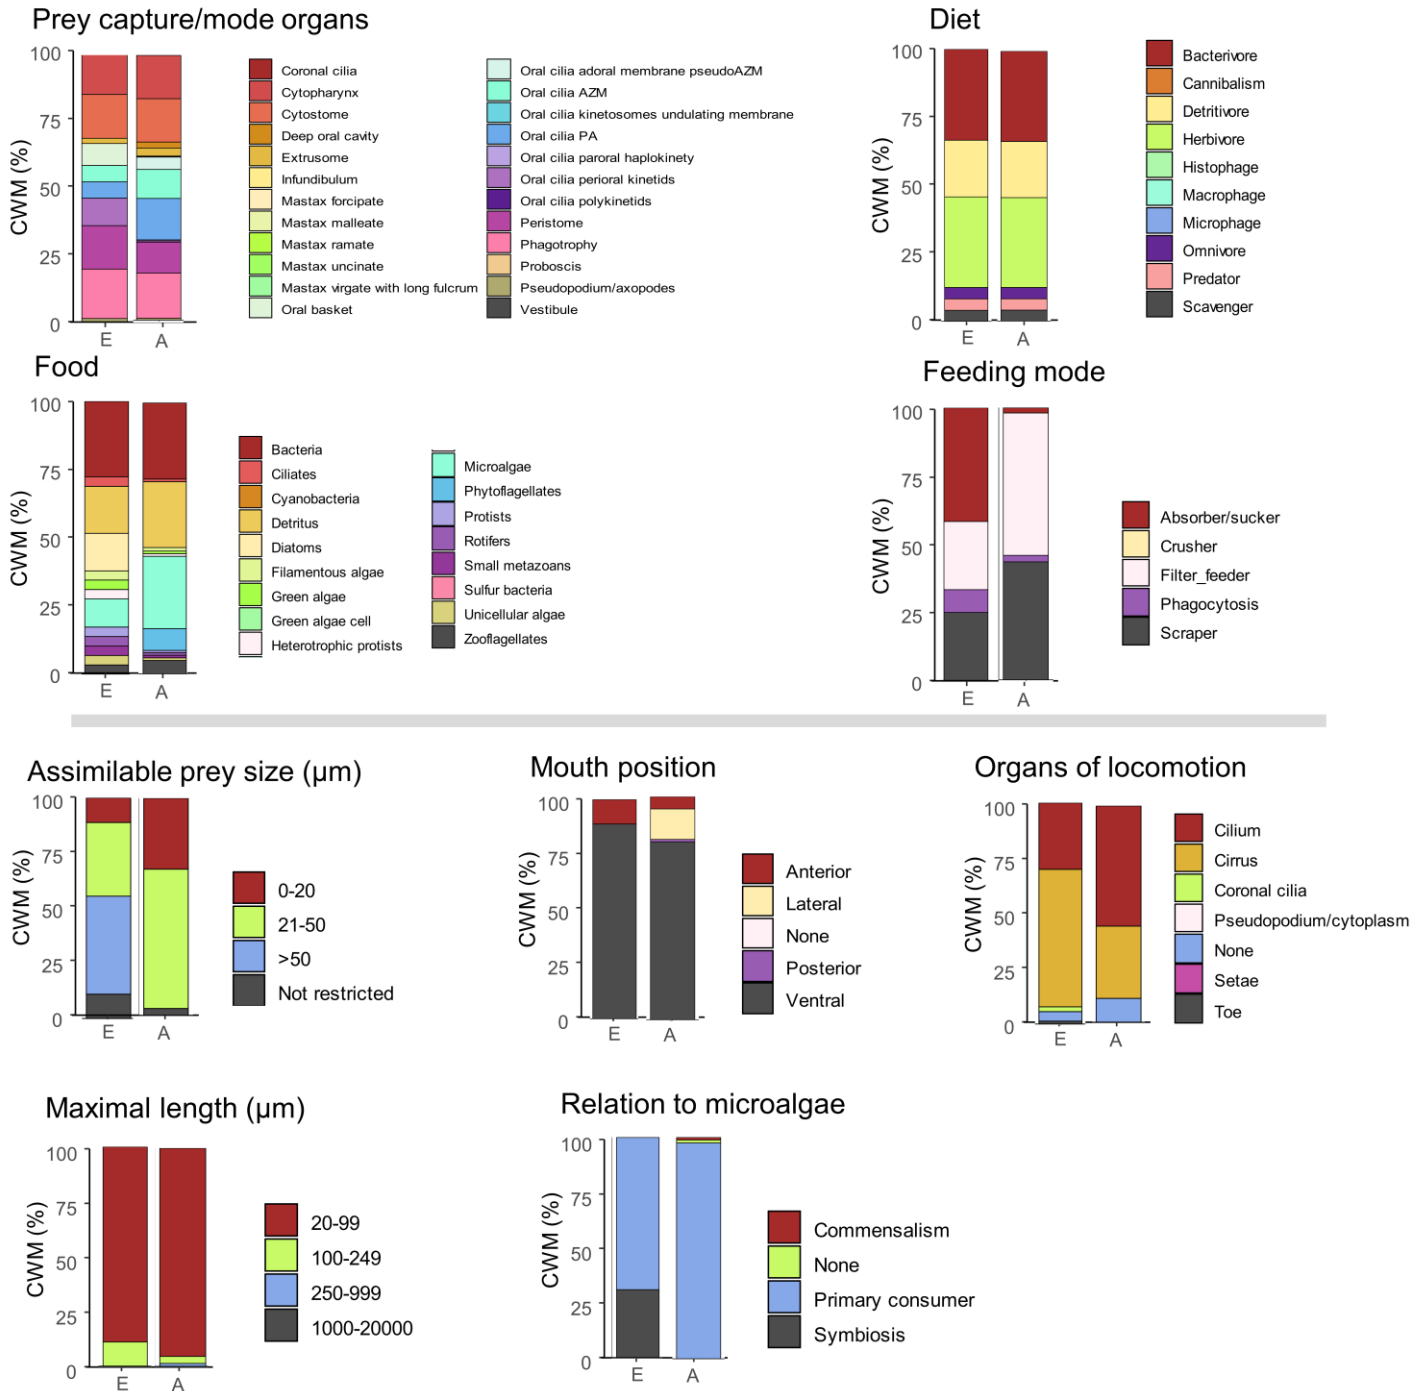 Prey capture/mode organs
CWM (%)
100
75
50
25
0
E
A
Coronal cilia
Cytopharynx
Cytostome
Deep oral cavity
Extrusome
Infundibulum
Mastax forcipate
Mastax malleate
Mastax ramate
Mastax uncinate
Mastax virgate with long fulcrum
Oral basket
Oral cilia adoral membrane pseudoAZM
Oral cilia AZM
Oral cilia kinetosomes undulating membrane
Oral cilia PA
Oral cilia paroral haplokinety
Oral cilia perioral kinetids
Oral cilia polykinetids
Peristome
Phagotrophy
Proboscis
Pseudopodium/axopodes
Vestibule
Diet
CWM (%)
100
75
50
25
0
E
A
Bacterivore
Cannibalism
Detritivore
Herbivore
Histophage
Macrophage
Microphage
Omnivore
Predator
Scavenger
Food
CWM (%)
100
75
50
25
0
E
A
Bacteria
Ciliates
Cyanobacteria
Detritus
Diatoms
Filamentous algae
Green algae
Green algae cell
Heterotrophic protists
Microalgae
Phytoflagellates
Protists
Rotifers
Small metazoans
Sulfur bacteria
Unicellular algae
Zooflagellates
Feeding mode
CWM (%)
100
75
50
25
0
E
A
Absorber/sucker
Crusher
Filter_feeder
Phagocytosis
Scraper
Assimilable prey size (µm)
CWM (%)
100
75
50
25
0
E
A
0-20
21-50
>50
Not restricted
Mouth position
CWM (%)
100
75
50
25
0
E
A
Anterior
Lateral
None
Posterior
Ventral
Organs of locomotion
CWM (%)
100
75
50
25
0
E
A
Cilium
Cirrus
Coronal cilia
Pseudopodium/cytoplasm
None
Setae
Toe
Maximal length (µm)
CWM (%)
100
75
50
25
0
E
A
20-99
100-249
250-999
1000-20000
Relation to microalgae
CWM (%)
100
75
50
25
0
E
A
Commensalism
None
Primary consumer
Symbiosis